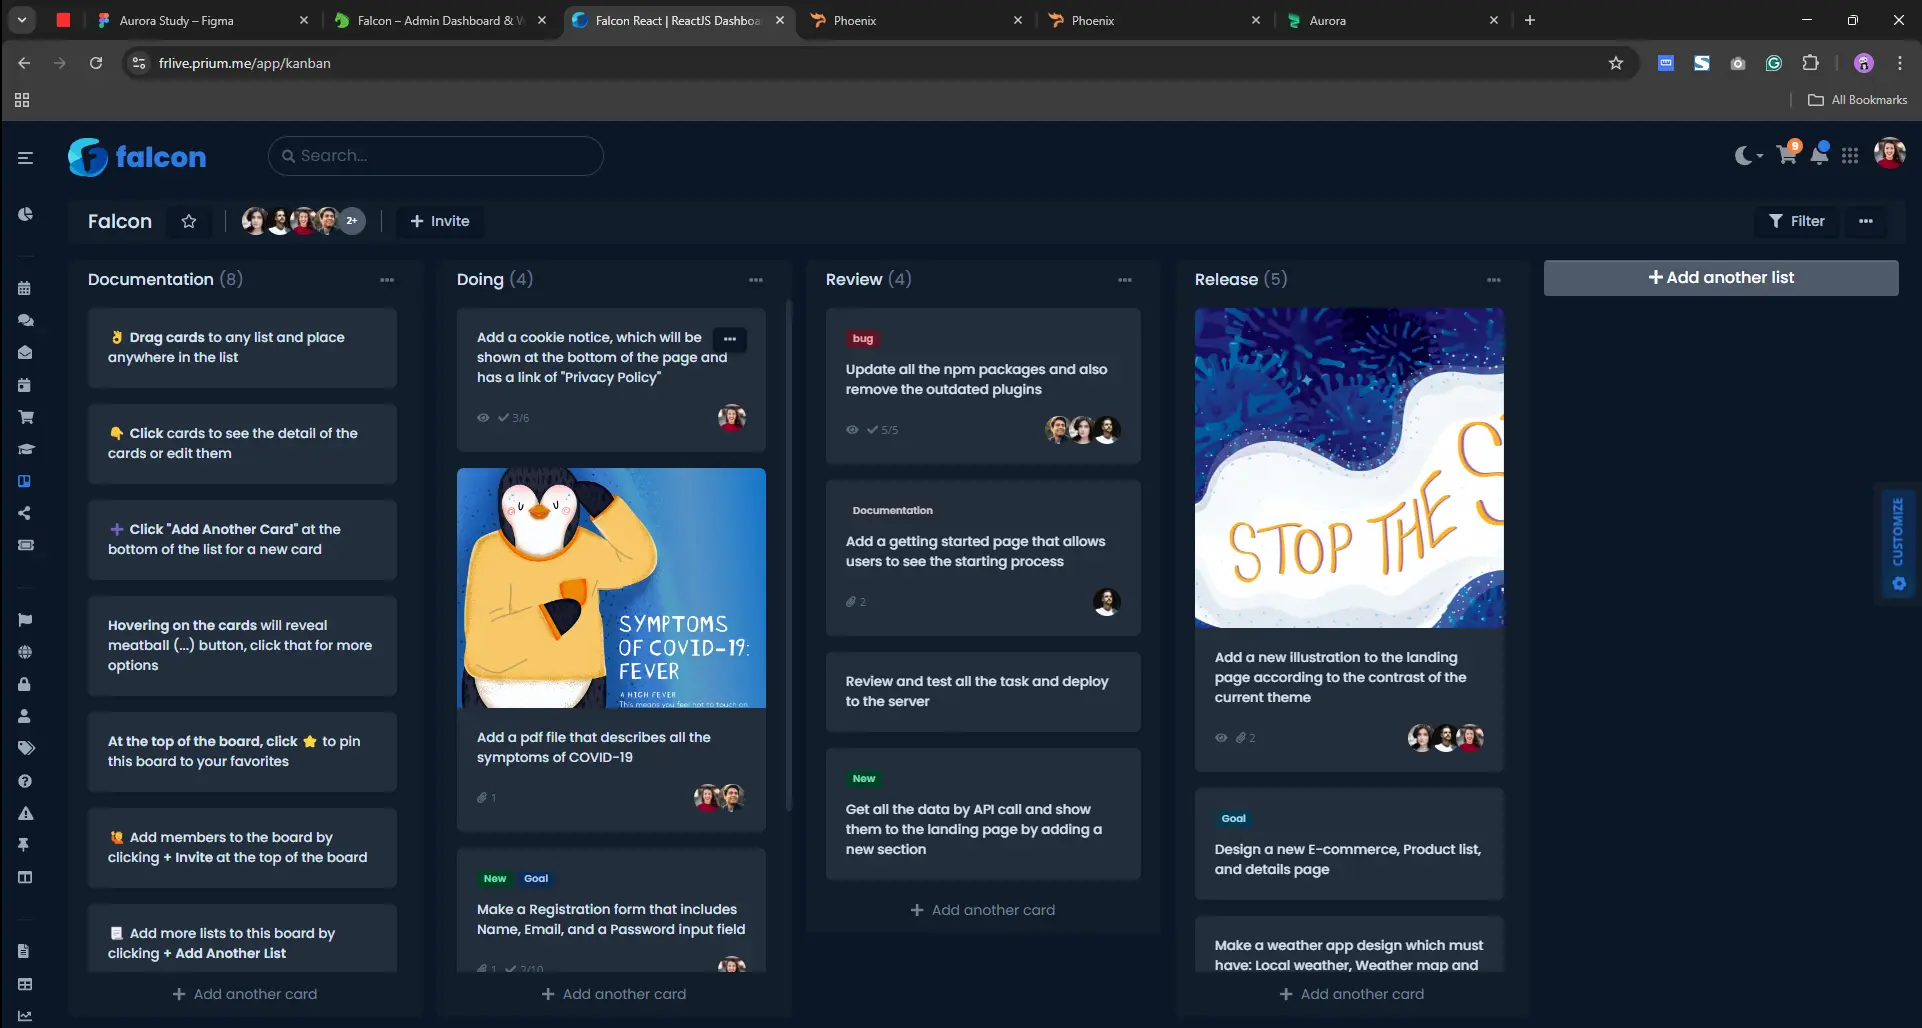 Aurora Study – Figma
Falcon – Admin Dashboard & W
Falcon React | ReactJS Dashboa
Phoenix
Phoenix
Aurora
frlive.prium.me/app/kanban
All Bookmarks
falcon
Search...
9
Falcon
2+
Invite
Filter
Documentation (8)
Drag cards to any list and place
anywhere in the list
Click cards to see the detail of the
cards or edit them
Click "Add Another Card" at the
bottom of the list for a new card
Hovering on the cards will reveal
meatball (...) button, click that for more
options
At the top of the board, click ⭐ to pin
this board to your favorites
Add members to the board by
clicking + Invite at the top of the board
Add more lists to this board by
clicking + Add Another List
+ Add another card
Doing (4)
Add a cookie notice, which will be
shown at the bottom of the page and
has a link of "Privacy Policy"
3/6
SYMPTOMS
OF COVID-19:
FEVER
A HIGH FEVER
This means you feel hot to touch on
Add a pdf file that describes all the
symptoms of COVID-19
1
New Goal
Make a Registration form that includes
Name, Email, and a Password input field
1 2/10
+ Add another card
Review (4)
bug
Update all the npm packages and also
remove the outdated plugins
5/5
Documentation
Add a getting started page that allows
users to see the starting process
2
Review and test all the task and deploy
to the server
New
Get all the data by API call and show
them to the landing page by adding a
new section
+ Add another card
Release (5)
STOP THE S
Add a new illustration to the landing
page according to the contrast of the
current theme
2
Goal
Design a new E-commerce, Product list,
and details page
Make a weather app design which must
have: Local weather, Weather map and
+ Add another card
+ Add another list
CUSTOMIZE